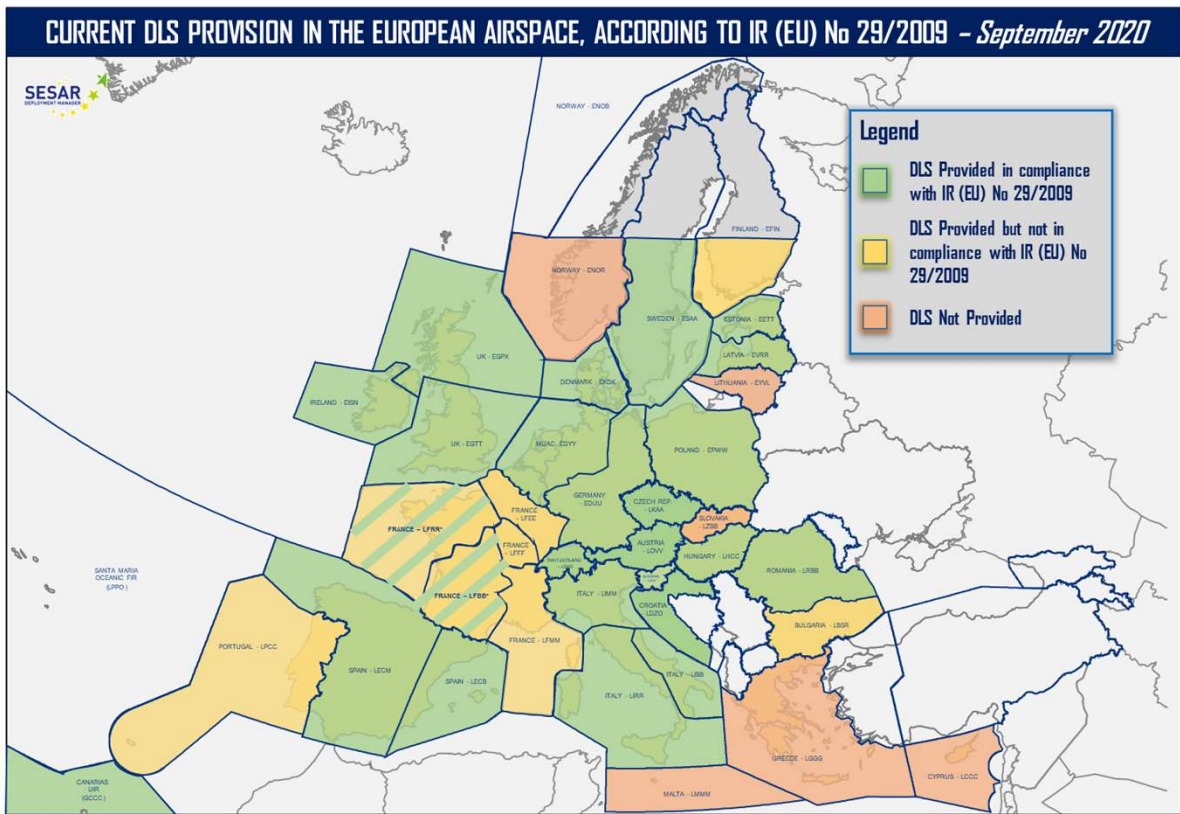 CURRENT DLS PROVISION IN THE EUROPEAN AIRSPACE, ACCORDING TO IR (EU) No 29/2009 – September 2020
SESAR
DEPLOYMENT MANAGER
NORWAY - ENOB
Legend
DLS Provided in compliance
with IR (EU) No 29/2009
DLS Provided but not in
compliance with IR (EU) No
29/2009
DLS Not Provided
FINLAND - EFIN
NORWAY - ENOR
SWEDEN - ESAA
ESTONIA - EETT
UK - EGPX
LATVIA - EVRR
DENMARK - EKDK
LITHUANIA - EYVL
IRELAND - EISN
UK - EGTT
MUAC - EDYY
POLAND - EPWW
GERMANY -
EDUU
CZECH REP.
- LKAA
FRANCE -
LFEE
SLOVAKIA -
LZBB
FRANCE – LFRR*
FRANCE
- LFFF
AUSTRIA
- LOVV
HUNGARY - LHCC
SANTA MARIA
OCEANIC FIR
(LPPO)
ROMANIA - LRBB
FRANCE – LFBB*
ITALY - LIMM
CROATIA
LDZO
BULGARIA - LBSR
FRANCE - LFMM
PORTUGAL - LPCC
SPAIN - LECM
SPAIN - LECB
ITALY - LIBB
ITALY - LIRR
GREECE - LGGG
CYPRUS - LCCC
CANARIAS
UIR
(GCCC)
MALTA - LMMM